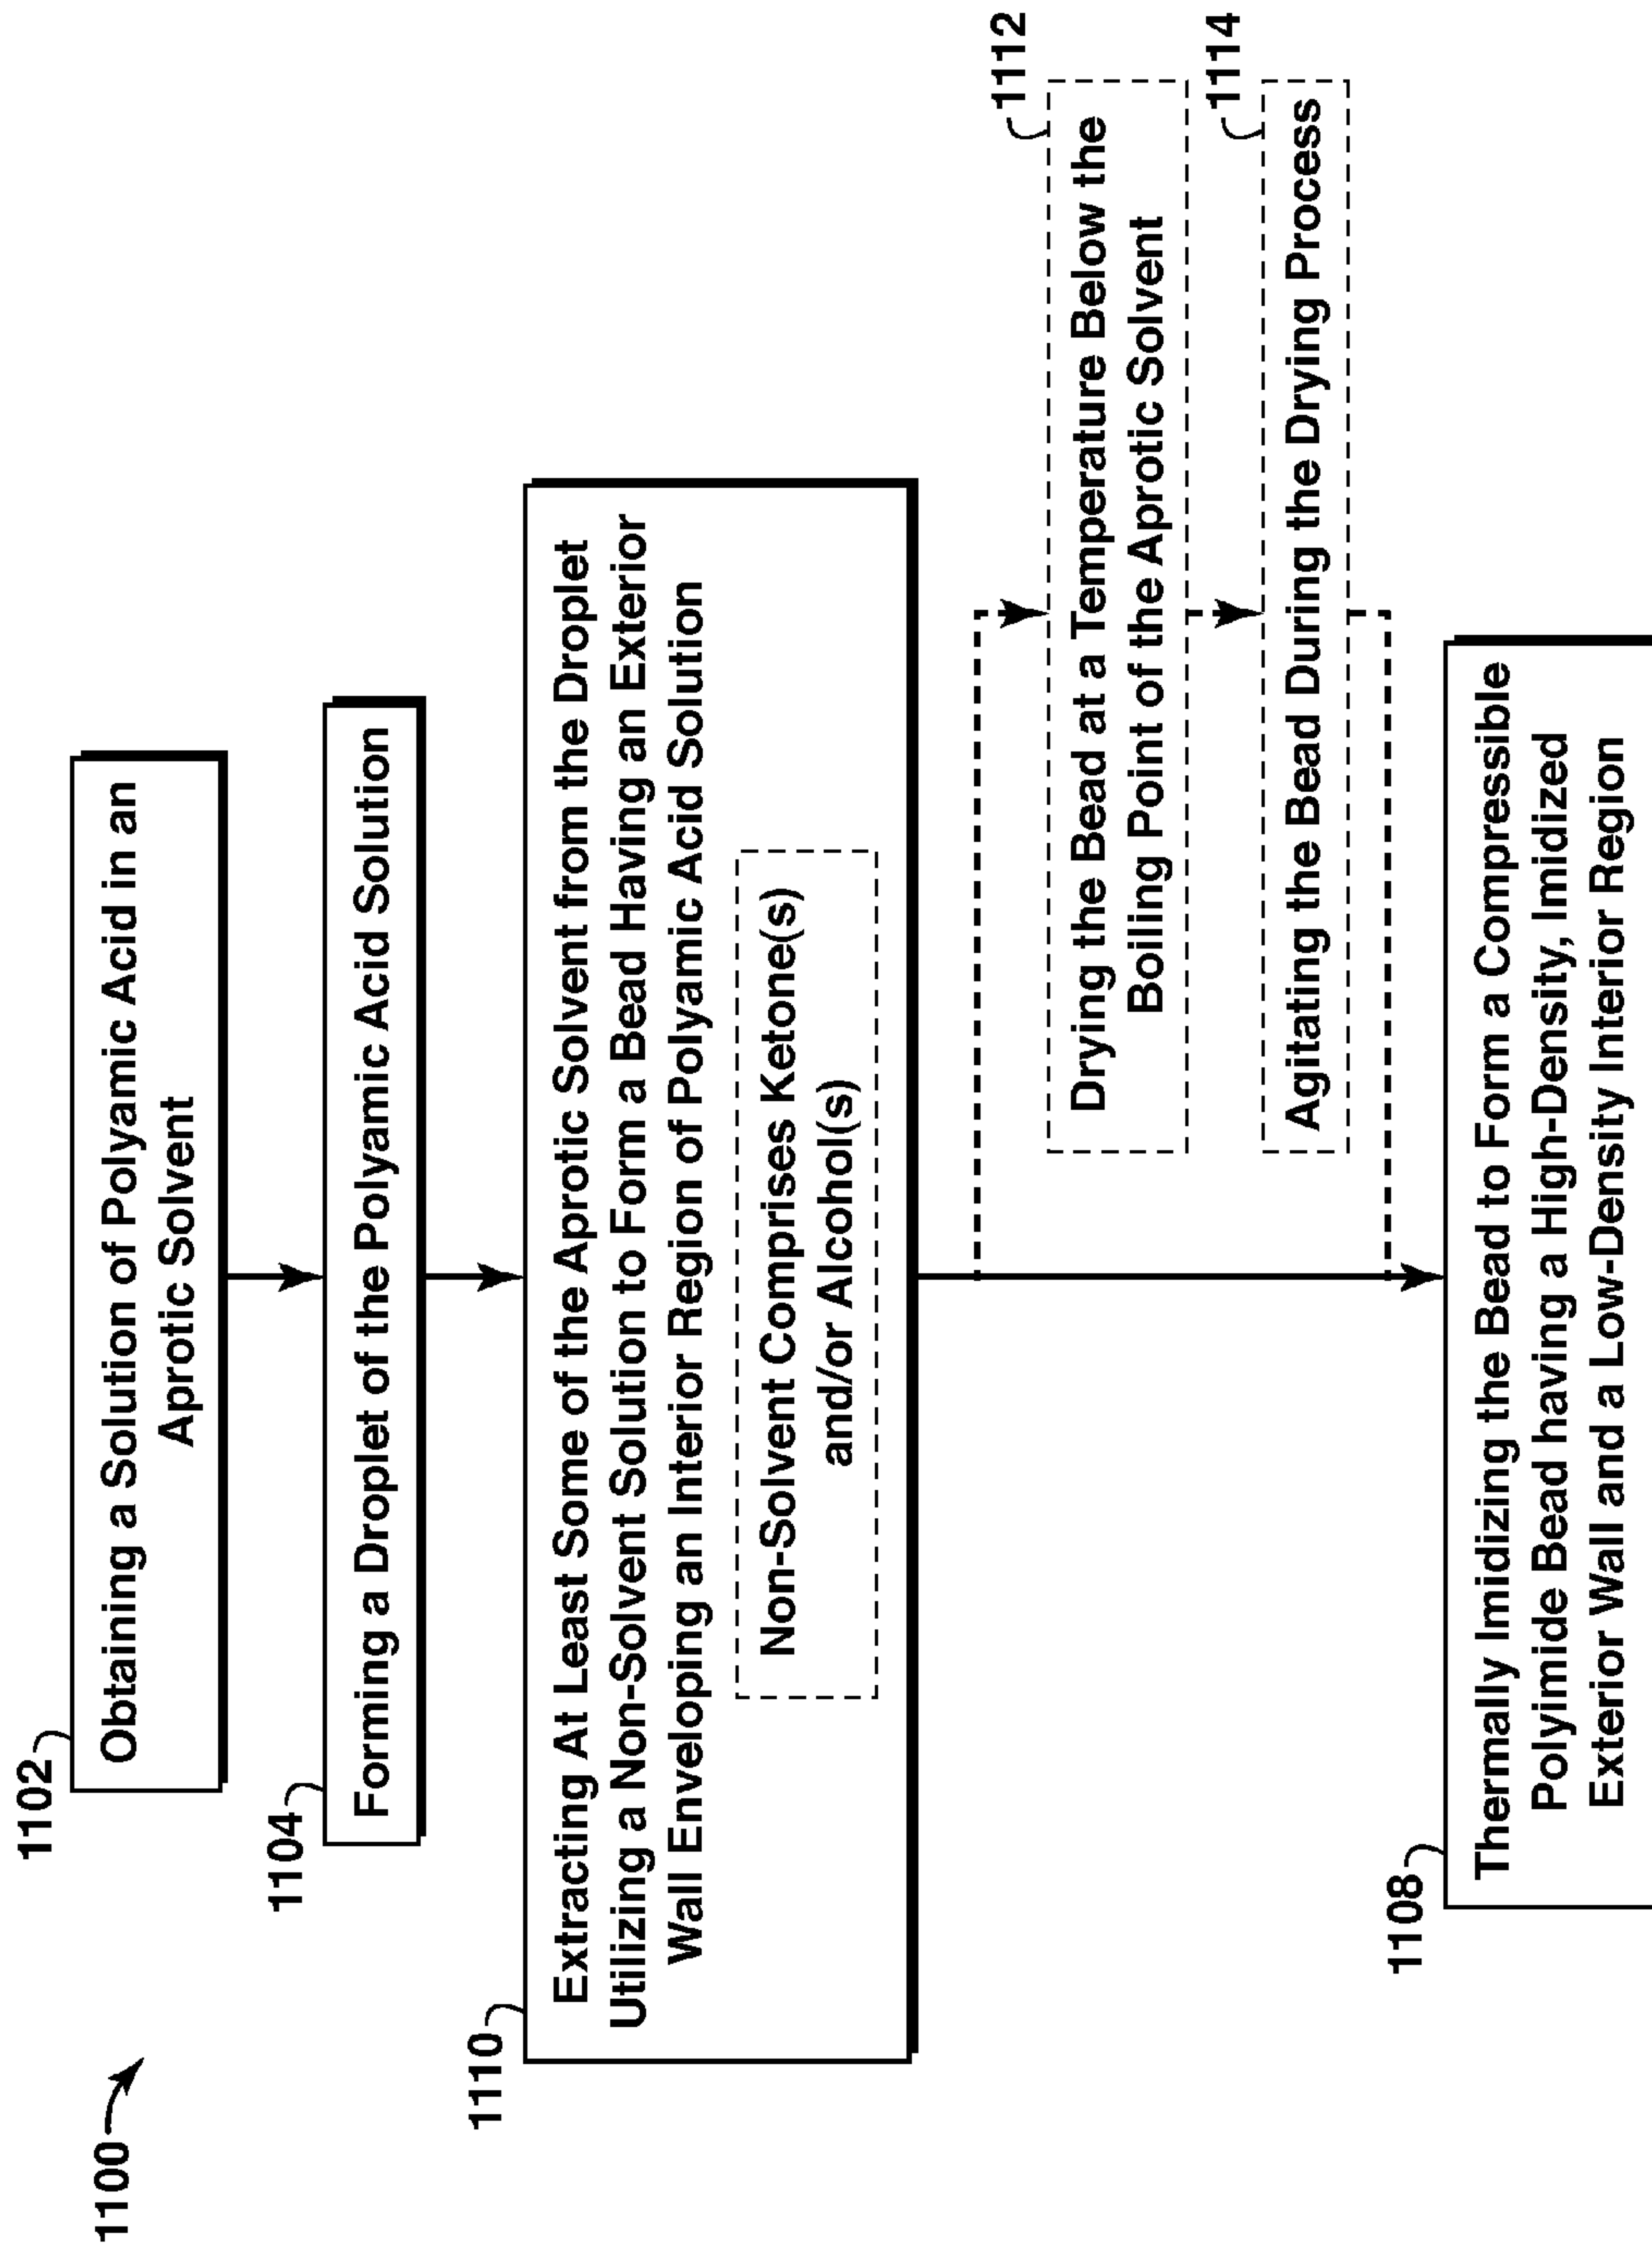 1100
1102
Obtaining a Solution of Polyamic Acid in an
Aprotic Solvent
1104
Forming a Droplet of the Polyamic Acid Solution
1110
Extracting At Least Some of the Aprotic Solvent from the Droplet
Utilizing a Non-Solvent Solution to Form a Bead Having an Exterior
Wall Enveloping an Interior Region of Polyamic Acid Solution
Non-Solvent Comprises Ketone(s)
and/or Alcohol(s)
1112
Drying the Bead at a Temperature Below the
Boiling Point of the Aprotic Solvent
1114
Agitating the Bead During the Drying Process
1108
Thermally Imidizing the Bead to Form a Compressible
Polyimide Bead having a High-Density, Imidized
Exterior Wall and a Low-Density Interior Region